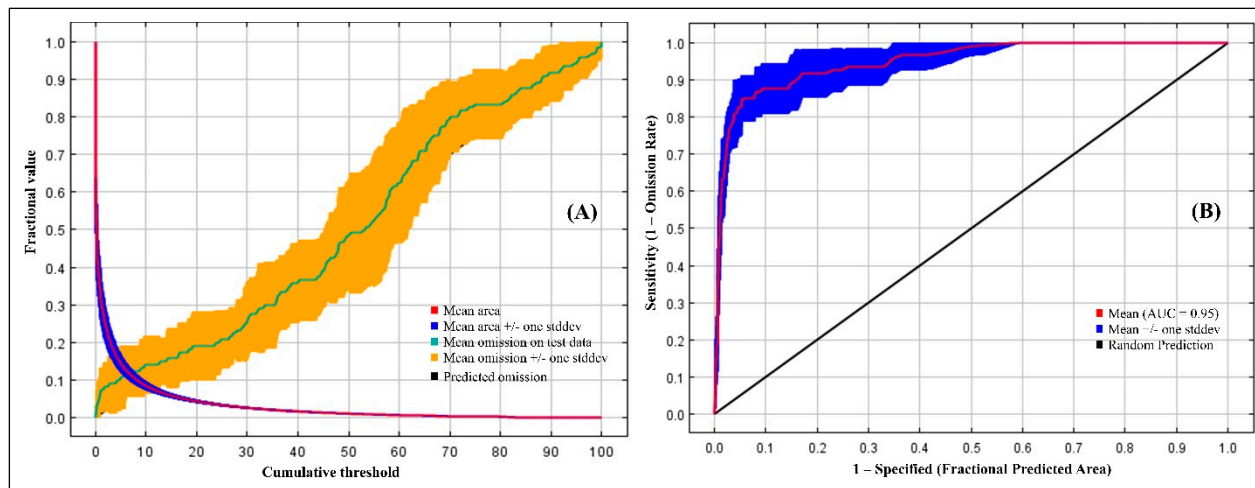 1.0
0.9
0.8
0.7
0.6
0.5
0.4
0.3
0.2
0.1
0.0
Fractional value
(A)
Mean area
Mean area +/- one stddev
Mean omission on test data
Mean omission +/- one stddev
Predicted omission
0 10 20 30 40 50 60 70 80 90 100
Cumulative threshold
1.0
0.9
0.8
0.7
0.6
0.5
0.4
0.3
0.2
0.1
0.0
Sensitivity (1 – Omission Rate)
(B)
Mean (AUC = 0.95)
Mean +/- one stddev
Random Prediction
0.0 0.1 0.2 0.3 0.4 0.5 0.6 0.7 0.8 0.9 1.0
1 – Specified (Fractional Predicted Area)